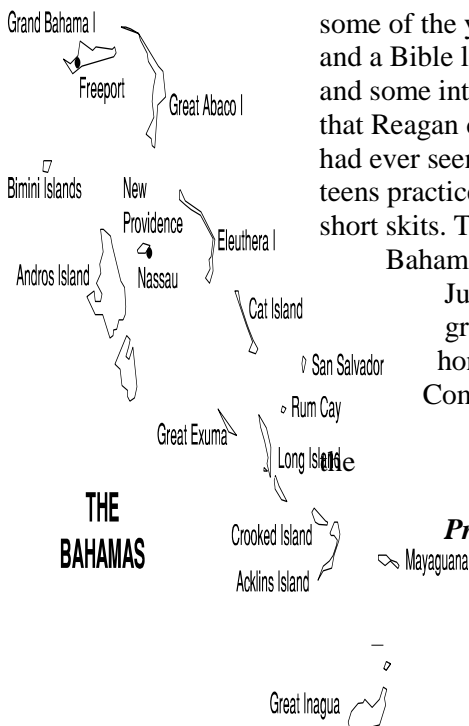 Grand Bahama I
Freeport
Great Abaco I
Bimini Islands
New
Providence
Nassau
Eleuthera I
Andros Island
Cat Island
San Salvador
Rum Cay
Great Exuma
Long Island
THE
BAHAMAS
Crooked Island
Acklins Island
Mayaguana
Great Inagua
some of the y
and a Bible l
and some int
that Reagan
had ever seen
teens practice
short skits. T
Baham
Ju
gr
hor
Con
the
Pr